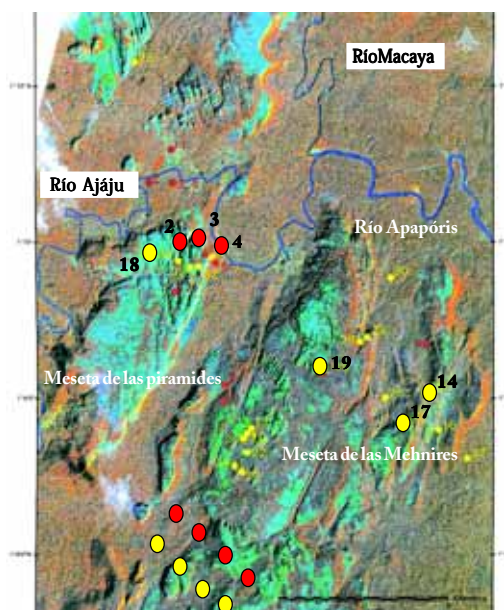 RíoMacaya
Río Ajáju
2
3
4
18
Río Apapóris
Meseta de las piramides
19
14
17
Meseta de las Mehnires